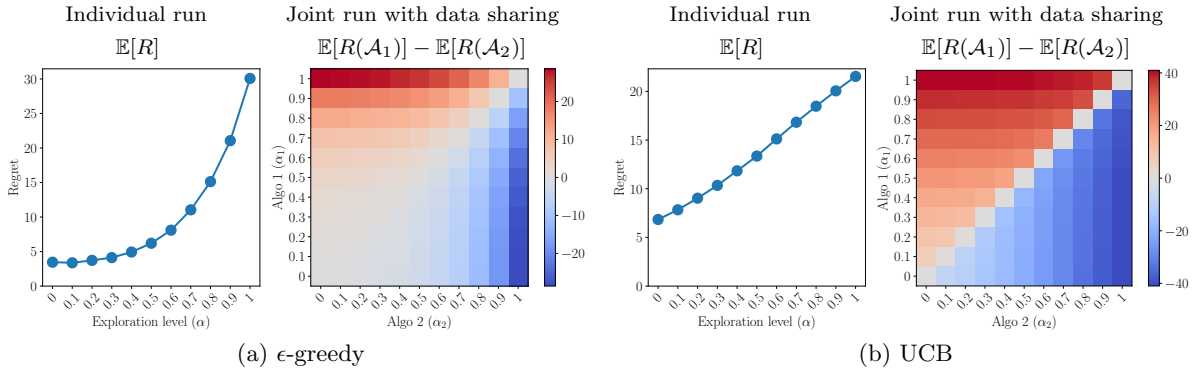 Individual run
𝔼[R]
Regret
30
25
20
15
10
5
0
0 0.1 0.2 0.3 0.4 0.5 0.6 0.7 0.8 0.9 1
Exploration level (α)
Joint run with data sharing
𝔼[R(𝒜₁)] − 𝔼[R(𝒜₂)]
Algo 1 (α₁)
1
0.9
0.8
0.7
0.6
0.5
0.4
0.3
0.2
0.1
0
0 0.1 0.2 0.3 0.4 0.5 0.6 0.7 0.8 0.9 1
Algo 2 (α₂)
20
10
0
−10
−20
(a) ϵ-greedy
Individual run
𝔼[R]
Regret
20
15
10
5
0
0 0.1 0.2 0.3 0.4 0.5 0.6 0.7 0.8 0.9 1
Exploration level (α)
Joint run with data sharing
𝔼[R(𝒜₁)] − 𝔼[R(𝒜₂)]
Algo 1 (α₁)
1
0.9
0.8
0.7
0.6
0.5
0.4
0.3
0.2
0.1
0
0 0.1 0.2 0.3 0.4 0.5 0.6 0.7 0.8 0.9 1
Algo 2 (α₂)
40
20
0
−20
−40
(b) UCB